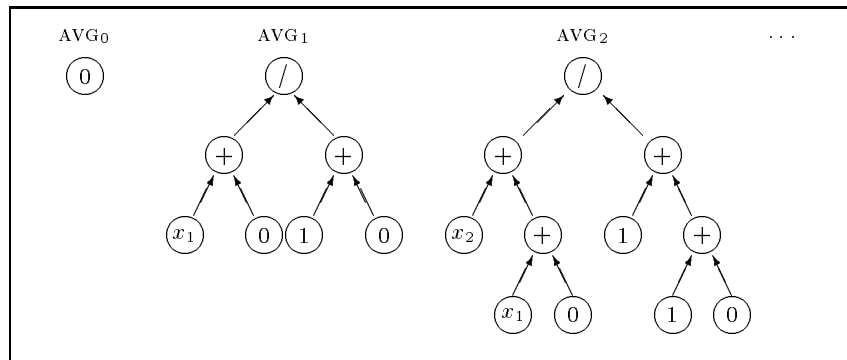 AVG₀ AVG₁ AVG₂ ...
0 / /
+ + + +
x₁ 0 1 0 x₂ + 1 +
x₁ 0 1 0